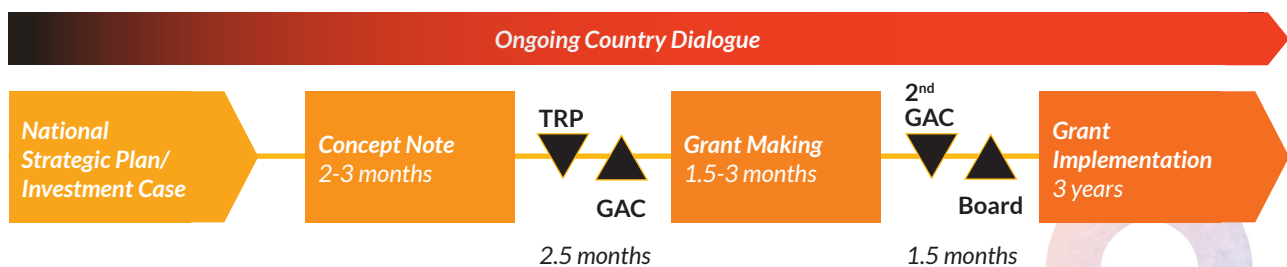 Ongoing Country Dialogue
National
Strategic Plan/
Investment Case
Concept Note
2-3 months
TRP
GAC
2.5 months
Grant Making
1.5-3 months
2nd
GAC
Board
1.5 months
Grant
Implementation
3 years